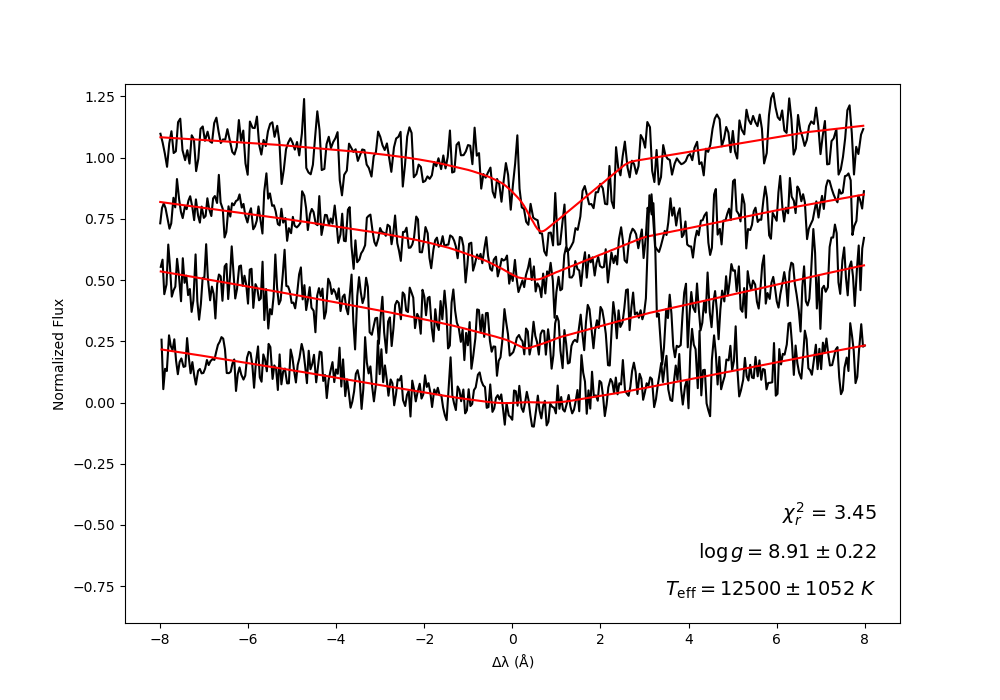 1.25
1.00
0.75
0.50
0.25
0.00
−0.25
−0.50
−0.75
Normalized Flux
χ²ᵣ = 3.45
log g = 8.91 ± 0.22
T_eff = 12500 ± 1052 K
−8 −6 −4 −2 0 2 4 6 8
Δλ (Å)